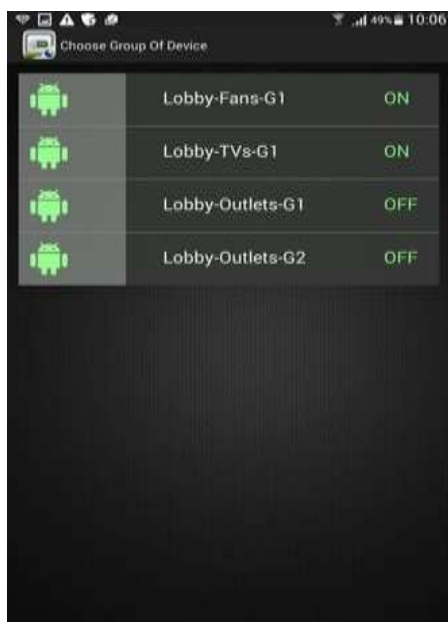 49% 10:06
Choose Group Of Device
Lobby-Fans-G1 ON
Lobby-TVs-G1 ON
Lobby-Outlets-G1 OFF
Lobby-Outlets-G2 OFF